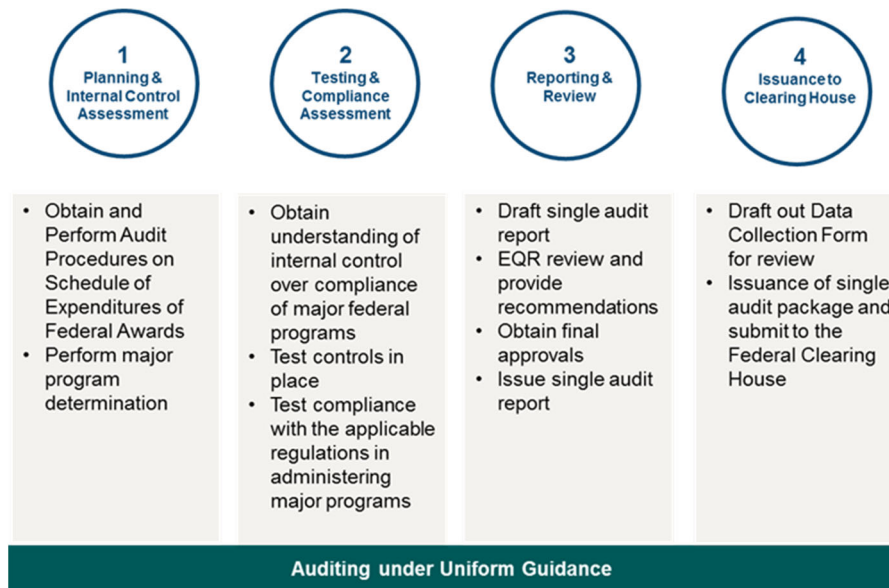 1
Planning &
Internal Control
Assessment
2
Testing &
Compliance
Assessment
3
Reporting &
Review
4
Issuance to
Clearing House
• Obtain and
Perform Audit
Procedures on
Schedule of
Expenditures of
Federal Awards
• Perform major
program
determination
• Obtain
understanding of
internal control
over compliance
of major federal
programs
• Test controls in
place
• Test compliance
with the applicable
regulations in
administering
major programs
• Draft single audit
report
• EQR review and
provide
recommendations
• Obtain final
approvals
• Issue single audit
report
• Draft out Data
Collection Form
for review
• Issuance of single
audit package and
submit to the
Federal Clearing
House
Auditing under Uniform Guidance